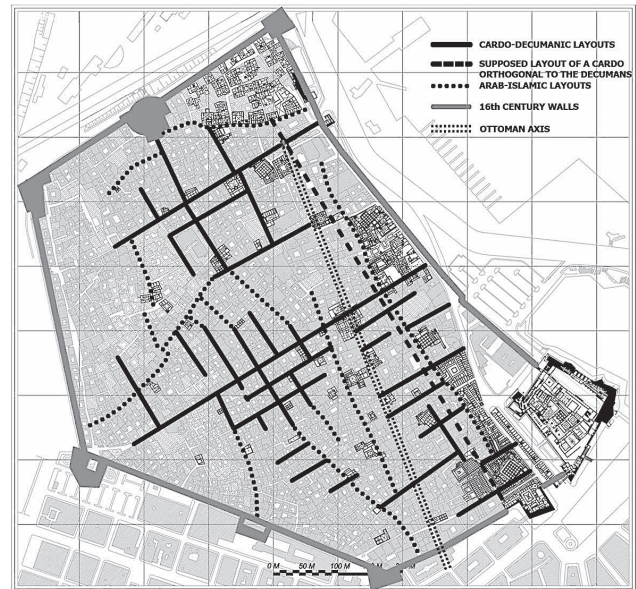 CARDO-DECUMANIC LAYOUTS
SUPPOSED LAYOUT OF A CARDO
ORTHOGONAL TO THE DECUMANS
ARAB-ISLAMIC LAYOUTS
16th CENTURY WALLS
OTTOMAN AXIS
0 M 50 M 100 M